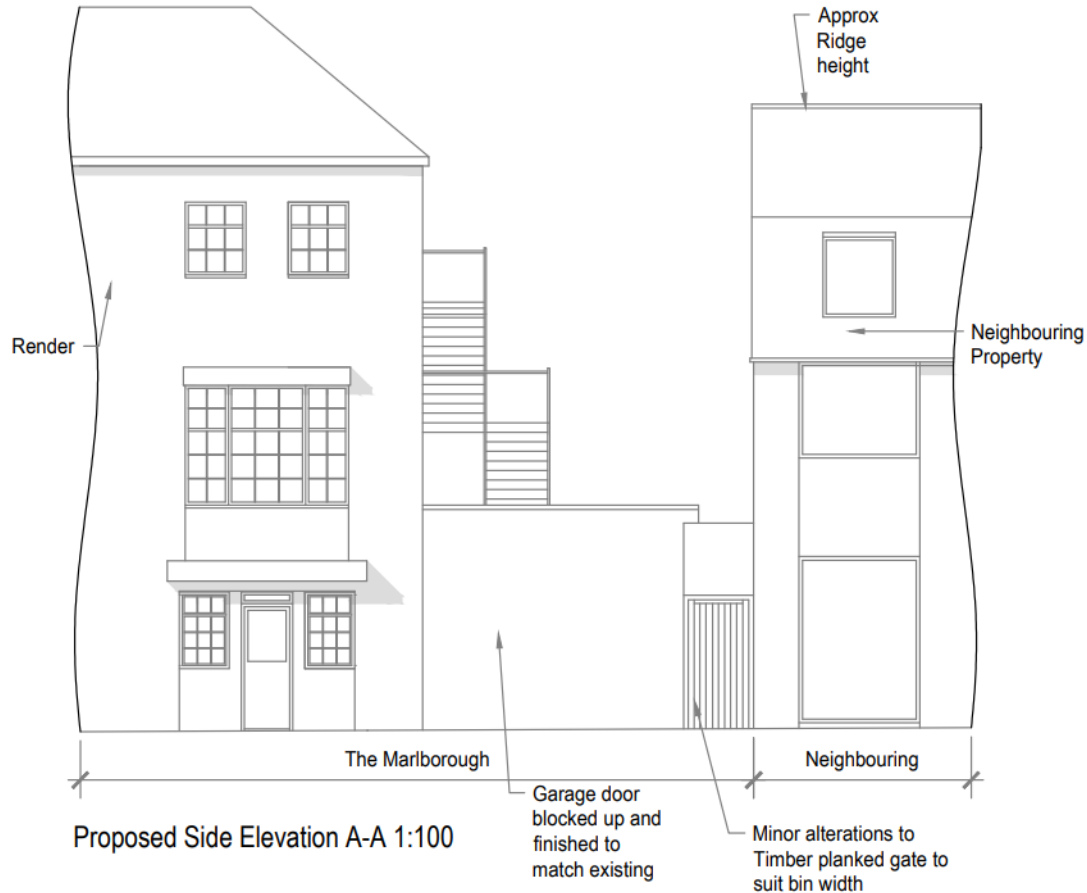 Approx
Ridge
height
Render
Neighbouring
Property
The Marlborough
Neighbouring
Garage door
blocked up and
finished to
match existing
Minor alterations to
Timber planked gate to
suit bin width
Proposed Side Elevation A-A 1:100